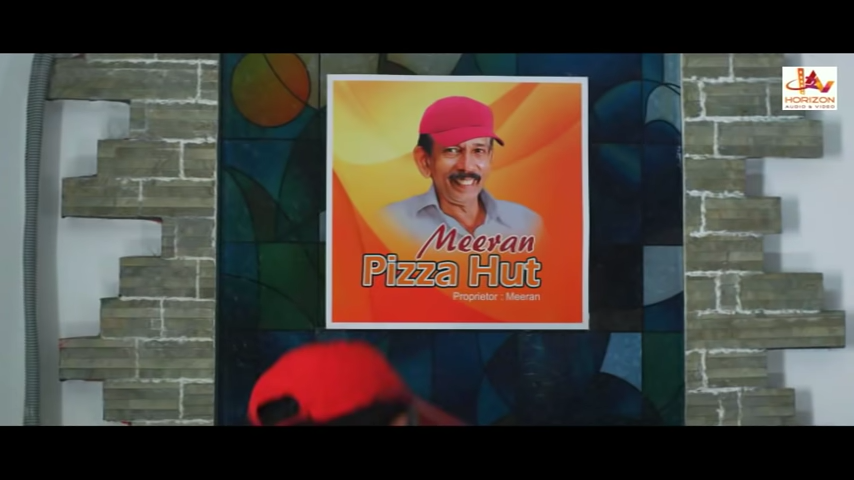 HORIZON
AUDIO & VIDEO
Meeran
Pizza Hut
Proprietor : Meeran